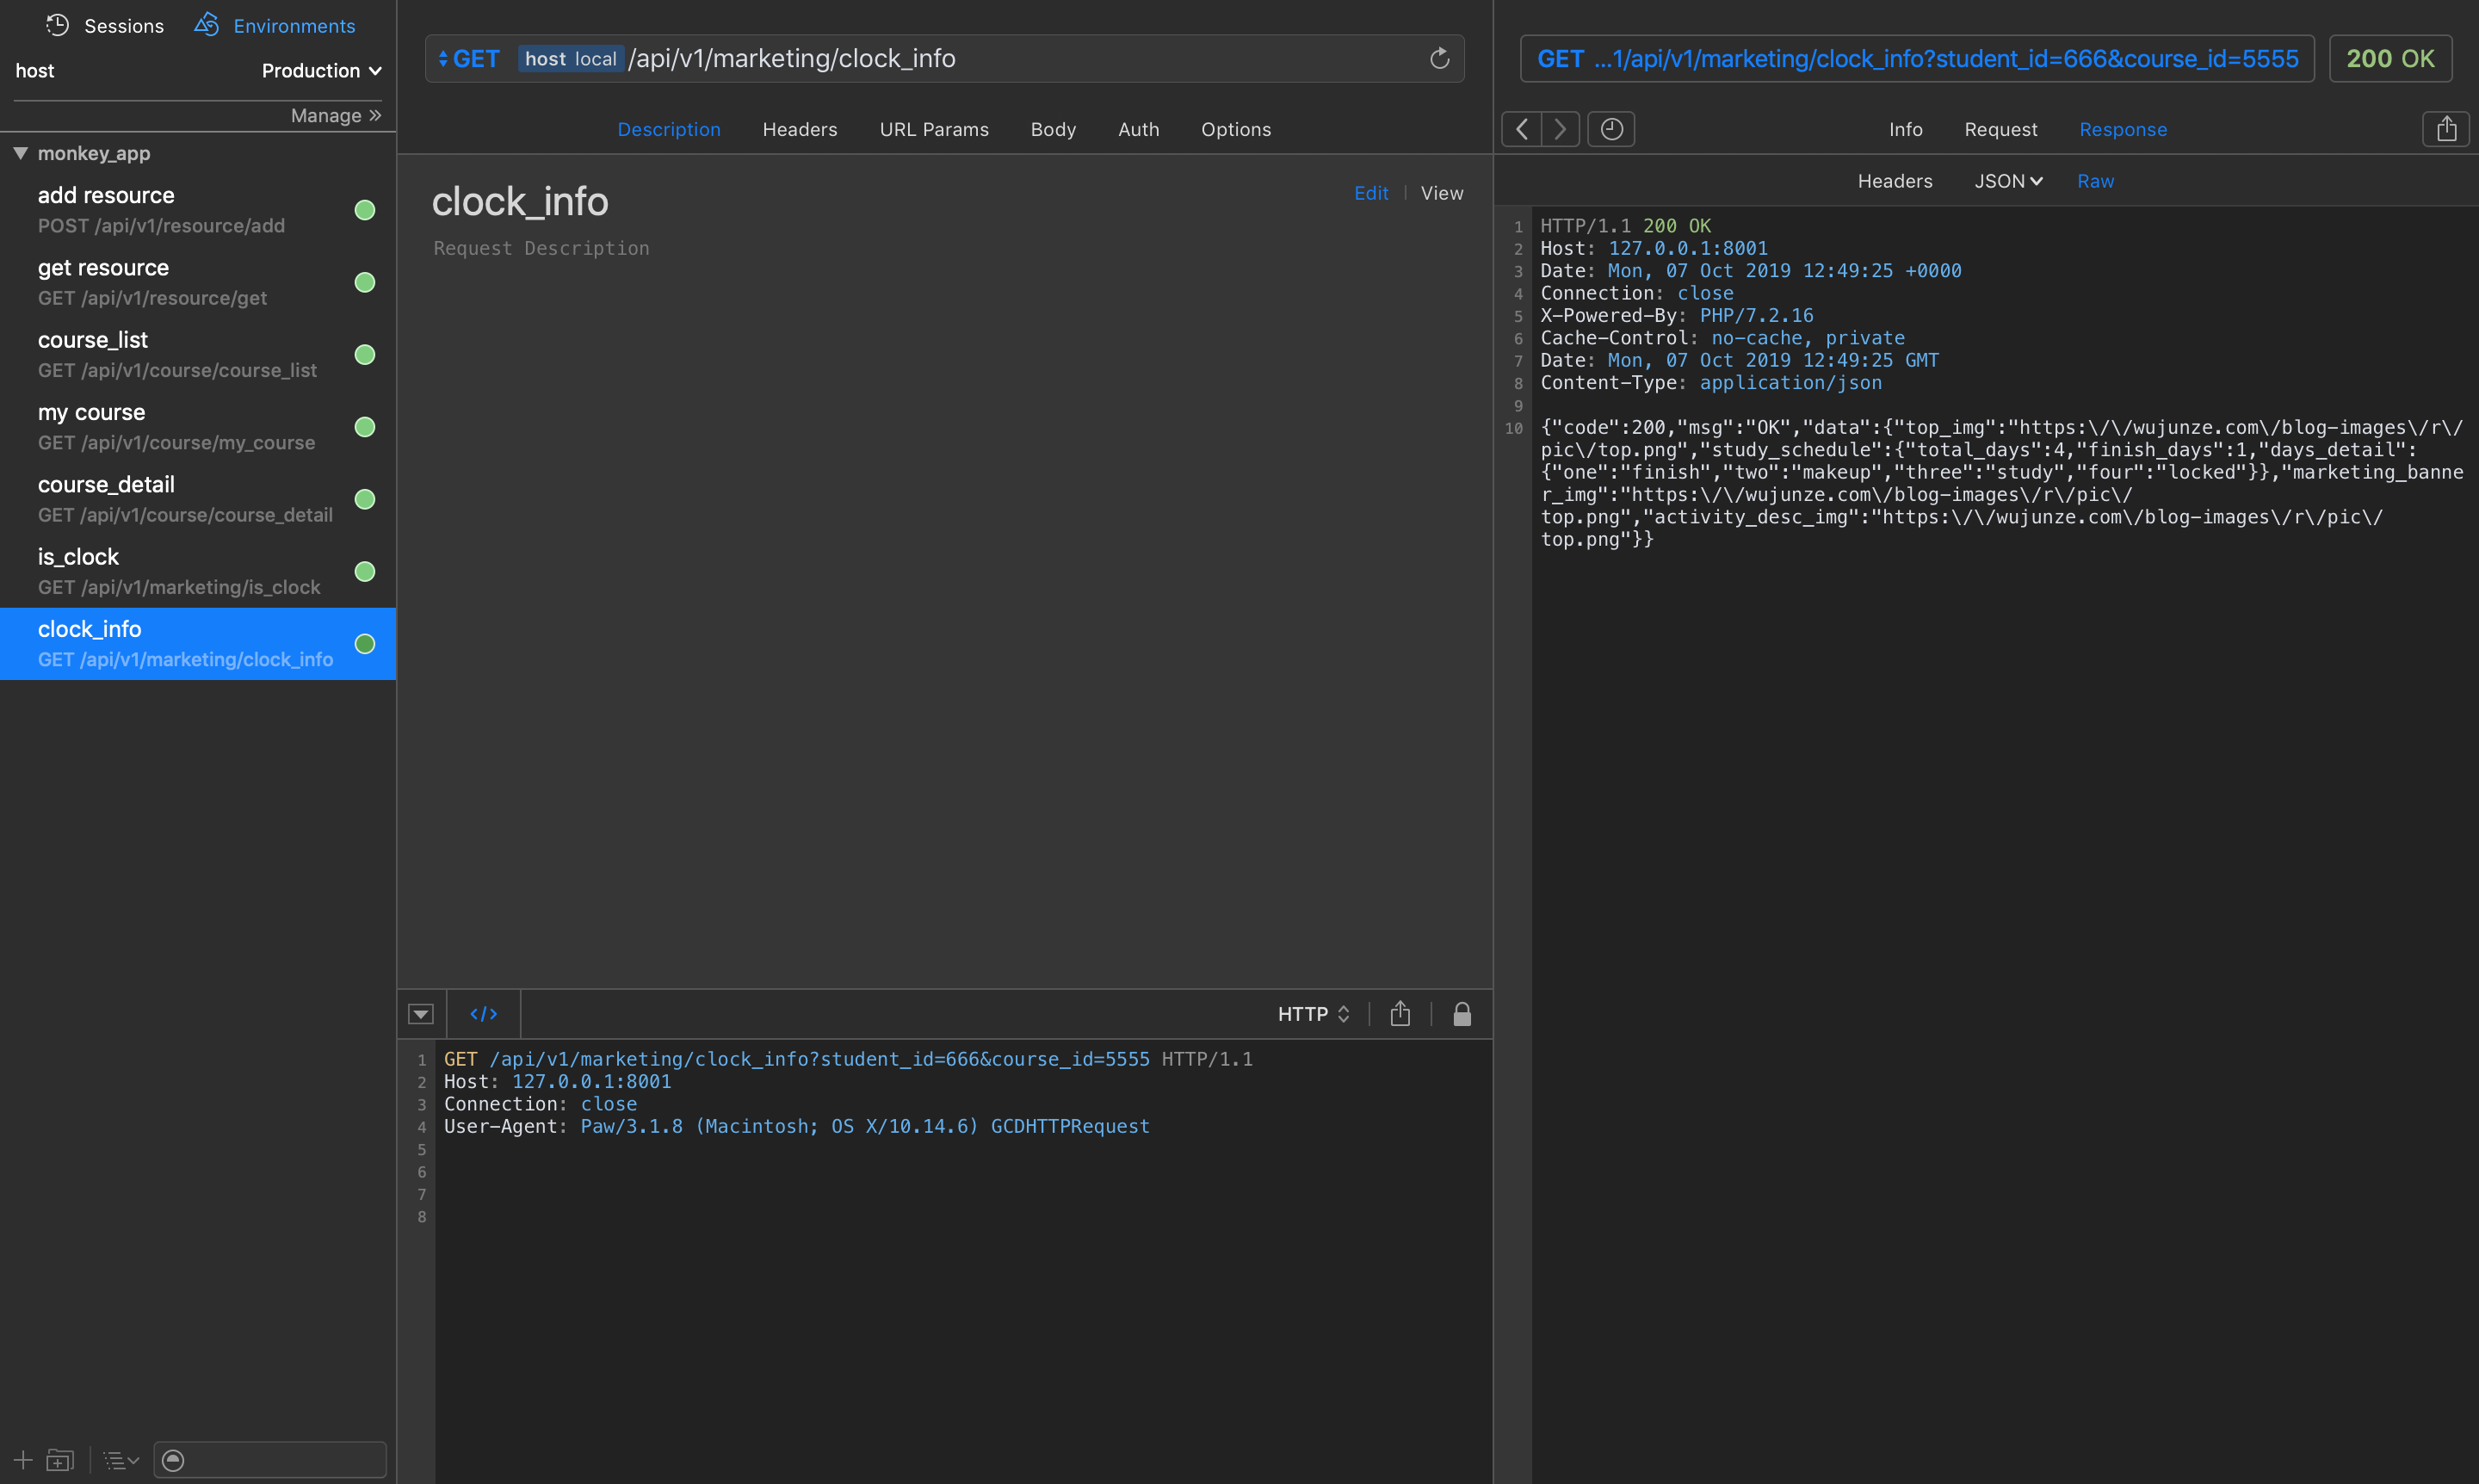 Sessions
Environments
host
Production
Manage
monkey_app
add resource
POST /api/v1/resource/add
get resource
GET /api/v1/resource/get
course_list
GET /api/v1/course/course_list
my course
GET /api/v1/course/my_course
course_detail
GET /api/v1/course/course_detail
is_clock
GET /api/v1/marketing/is_clock
clock_info
GET /api/v1/marketing/clock_info
GET host local /api/v1/marketing/clock_info
Description Headers URL Params Body Auth Options
clock_info
Edit | View
Request Description
HTTP
1 GET /api/v1/marketing/clock_info?student_id=666&course_id=5555 HTTP/1.1
2 Host: 127.0.0.1:8001
3 Connection: close
4 User-Agent: Paw/3.1.8 (Macintosh; OS X/10.14.6) GCDHTTPRequest
5
6
7
8
GET ...1/api/v1/marketing/clock_info?student_id=666&course_id=5555
200 OK
Info Request Response
Headers JSON Raw
1 HTTP/1.1 200 OK
2 Host: 127.0.0.1:8001
3 Date: Mon, 07 Oct 2019 12:49:25 +0000
4 Connection: close
5 X-Powered-By: PHP/7.2.16
6 Cache-Control: no-cache, private
7 Date: Mon, 07 Oct 2019 12:49:25 GMT
8 Content-Type: application/json
9
10 {"code":200,"msg":"OK","data":{"top_img":"https:\/\/wujunze.com\/blog-images\/r\/
pic\/top.png","study_schedule":{"total_days":4,"finish_days":1,"days_detail":
{"one":"finish","two":"makeup","three":"study","four":"locked"}},"marketing_banne
r_img":"https:\/\/wujunze.com\/blog-images\/r\/pic\/
top.png","activity_desc_img":"https:\/\/wujunze.com\/blog-images\/r\/pic\/
top.png"}}